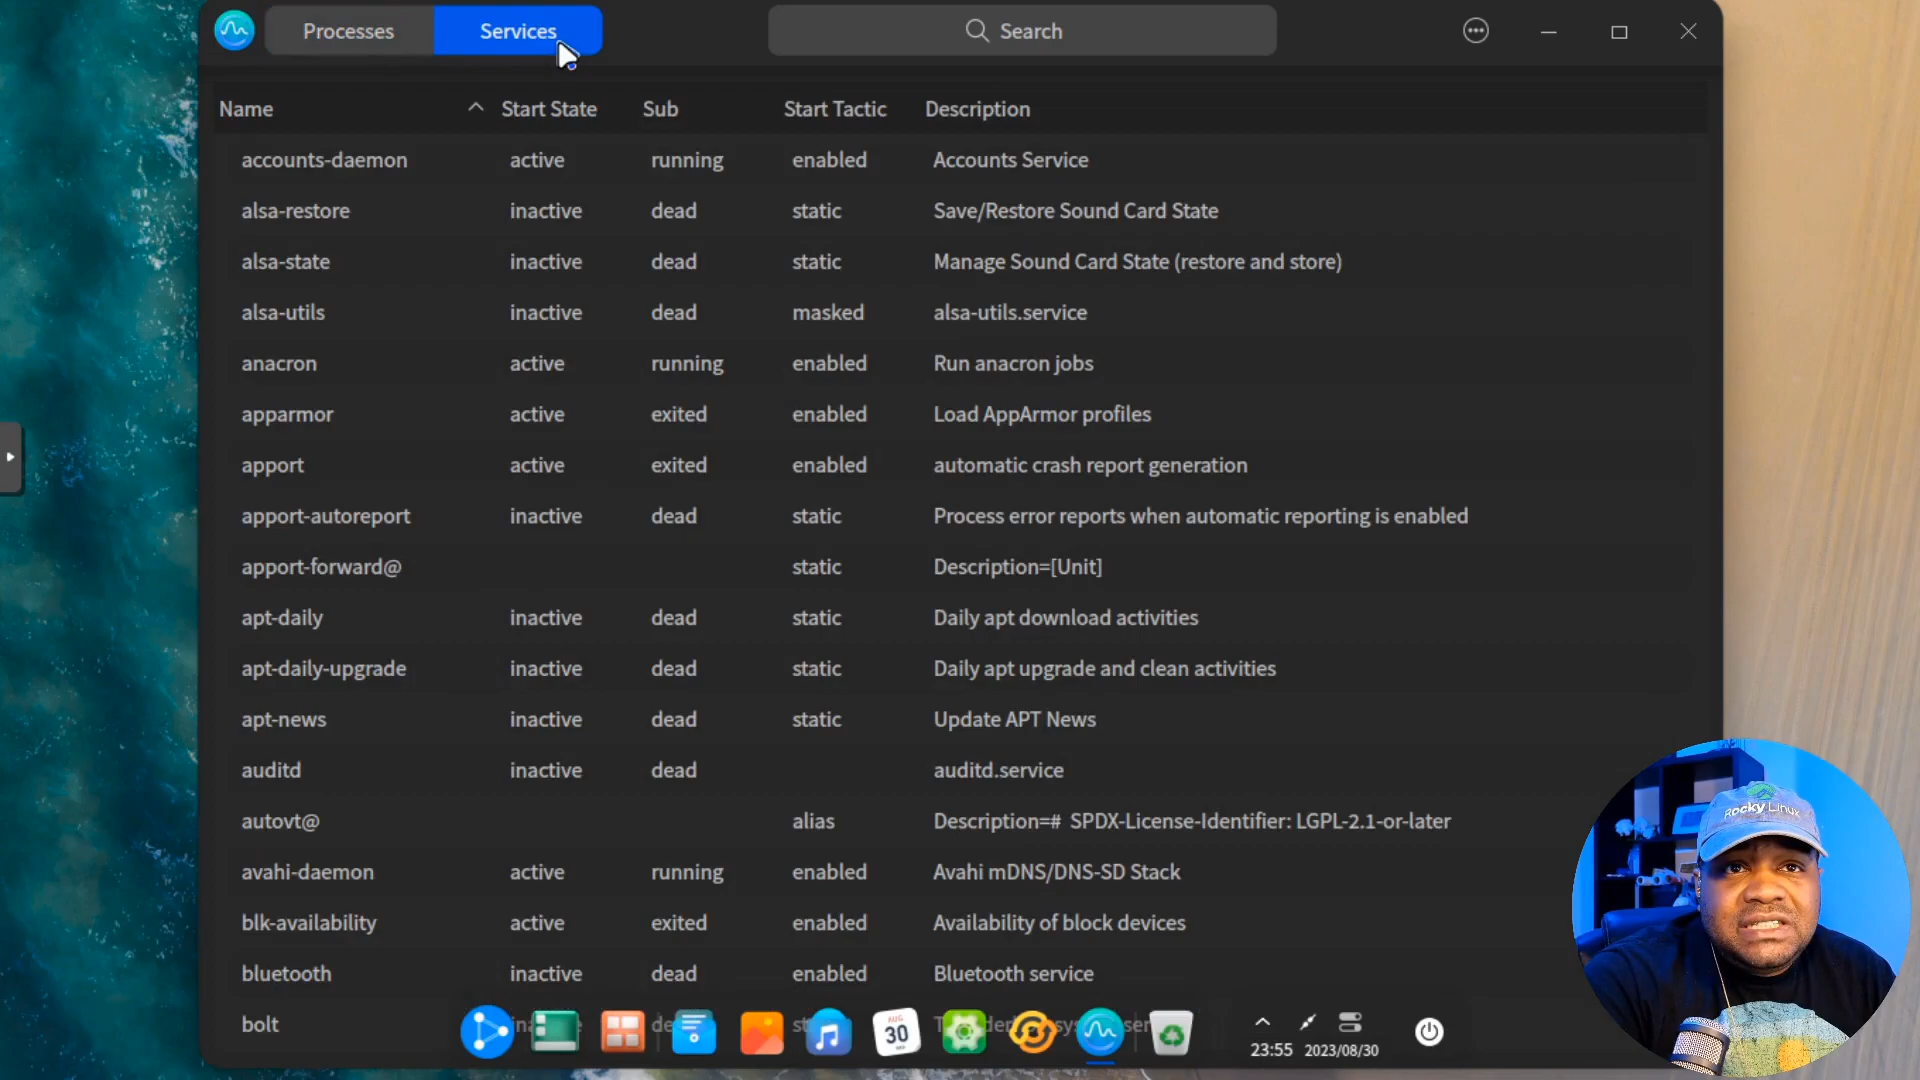 Processes Services Search
Name Start State Sub Start Tactic Description
accounts-daemon active running enabled Accounts Service
alsa-restore inactive dead static Save/Restore Sound Card State
alsa-state inactive dead static Manage Sound Card State (restore and store)
alsa-utils inactive dead masked alsa-utils.service
anacron active running enabled Run anacron jobs
apparmor active exited enabled Load AppArmor profiles
apport active exited enabled automatic crash report generation
apport-autoreport inactive dead static Process error reports when automatic reporting is enabled
apport-forward@ static Description=[Unit]
apt-daily inactive dead static Daily apt download activities
apt-daily-upgrade inactive dead static Daily apt upgrade and clean activities
apt-news inactive dead static Update APT News
auditd inactive dead auditd.service
autovt@ alias Description=# SPDX-License-Identifier: LGPL-2.1-or-later
avahi-daemon active running enabled Avahi mDNS/DNS-SD Stack
blk-availability active exited enabled Availability of block devices
bluetooth inactive dead enabled Bluetooth service
bolt
AUG
30
23:55 2023/08/30
Rocky Linux